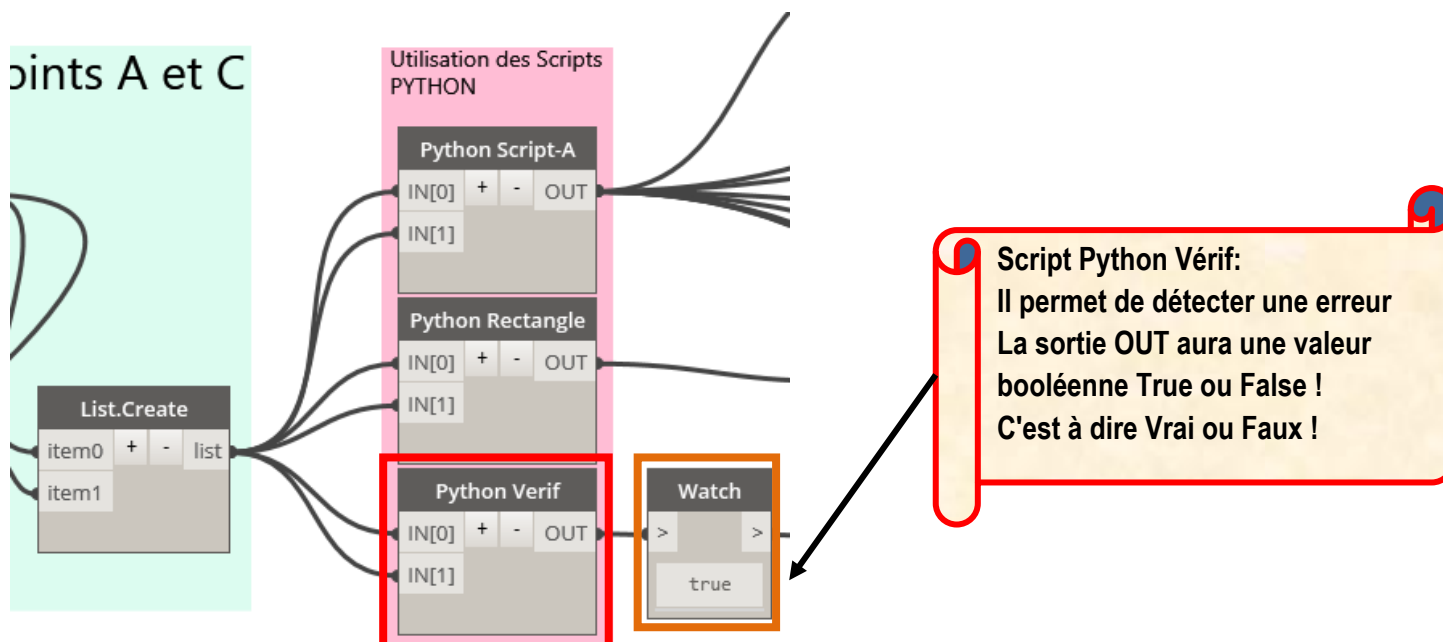 oints A et C
Utilisation des Scripts
PYTHON
Python Script-A
IN[0] + - OUT
IN[1]
Python Rectangle
IN[0] + - OUT
IN[1]
List.Create
item0 + - list
item1
Python Verif
IN[0] + - OUT
IN[1]
Watch
> >
true
Script Python Vérif:
Il permet de détecter une erreur
La sortie OUT aura une valeur
booléenne True ou False !
C'est à dire Vrai ou Faux !